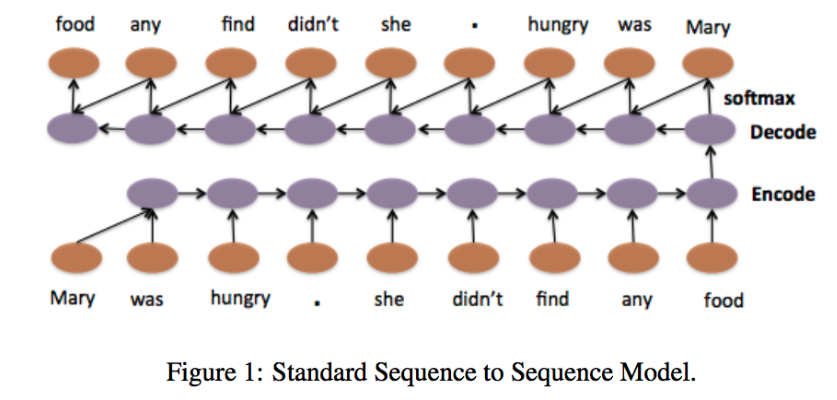 food any find didn't she . hungry was Mary
softmax
Decode
Encode
Mary was hungry . she didn't find any food
Figure 1: Standard Sequence to Sequence Model.